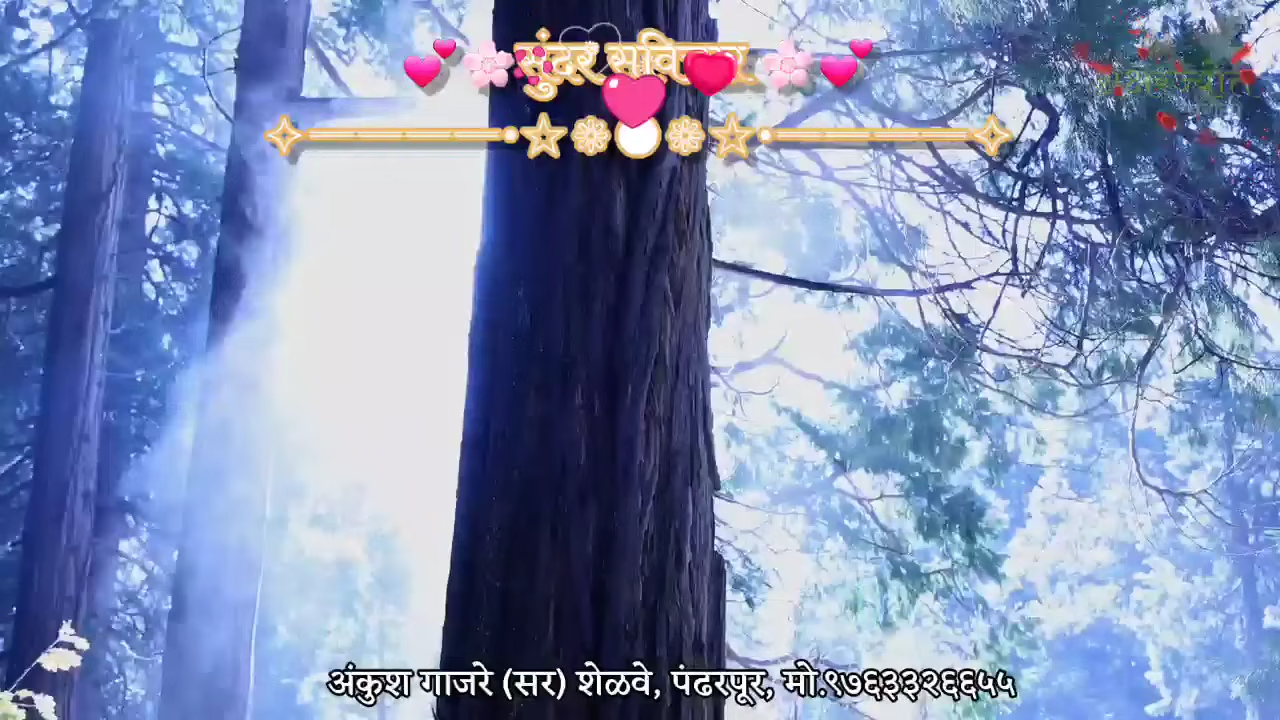 सुंदर सुविचार
अंकुश गाजरे (सर) शेळवे, पंढरपूर, मो.९७६३३२६६५५